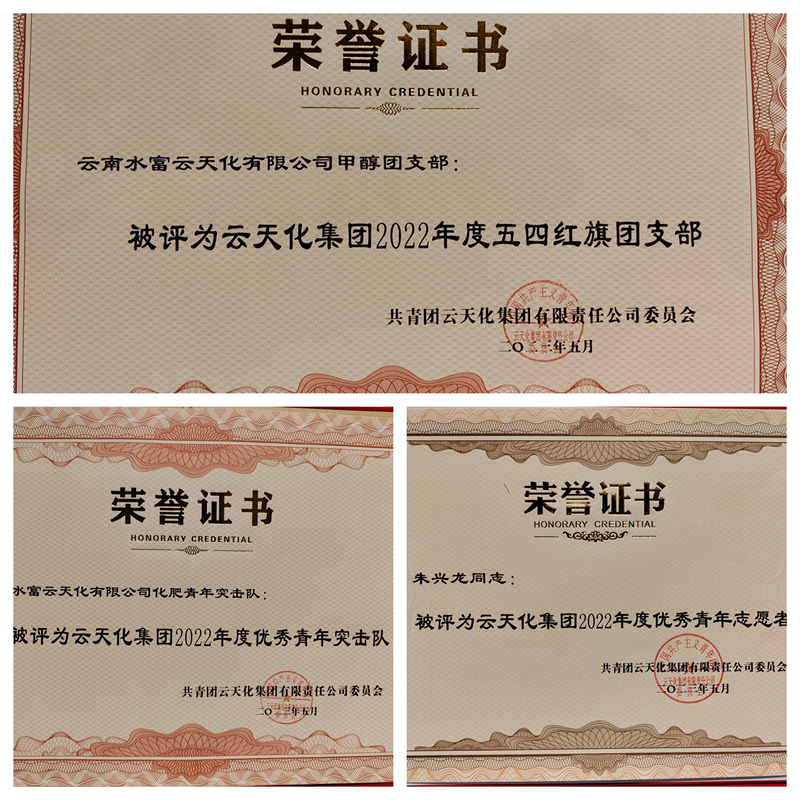 荣誉证书
HONORARY CREDENTIAL
云南水富云天化有限公司甲醇团支部：
被评为云天化集团2022年度五四红旗团支部
共青团云天化集团有限责任公司委员会
二〇二三年五月
荣誉证书
HONORARY CREDENTIAL
水富云天化有限公司化肥青年突击队：
被评为云天化集团2022年度优秀青年突击队
共青团云天化集团有限责任公司委员会
二〇二三年五月
荣誉证书
HONORARY CREDENTIAL
朱兴龙同志：
被评为云天化集团2022年度优秀青年志愿者
共青团云天化集团有限责任公司委员会
二〇二三年五月